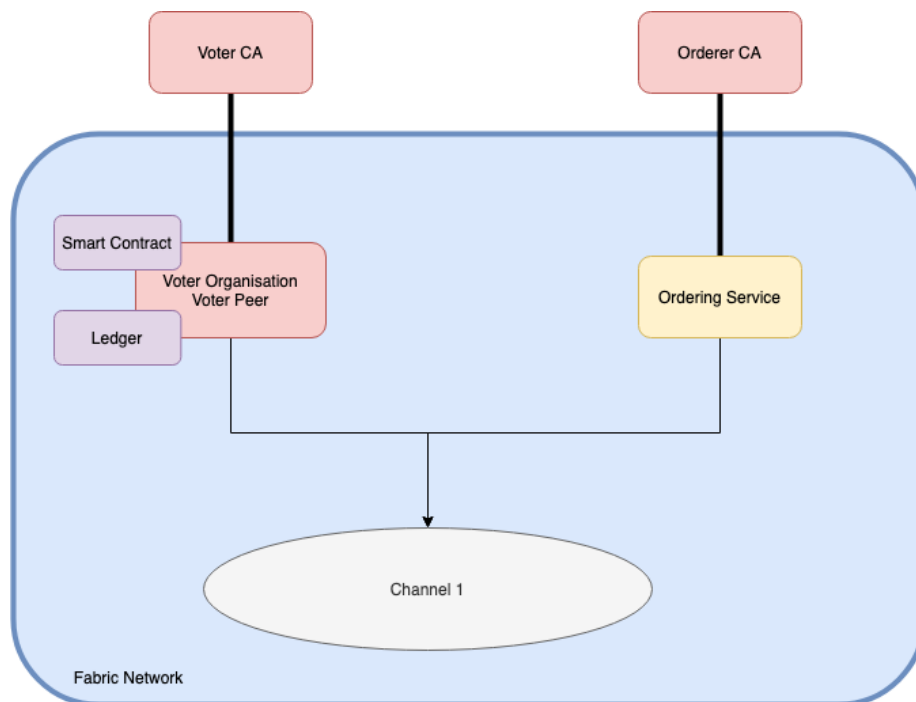 Voter CA
Orderer CA
Smart Contract
Voter Organisation
Voter Peer
Ordering Service
Ledger
Channel 1
Fabric Network